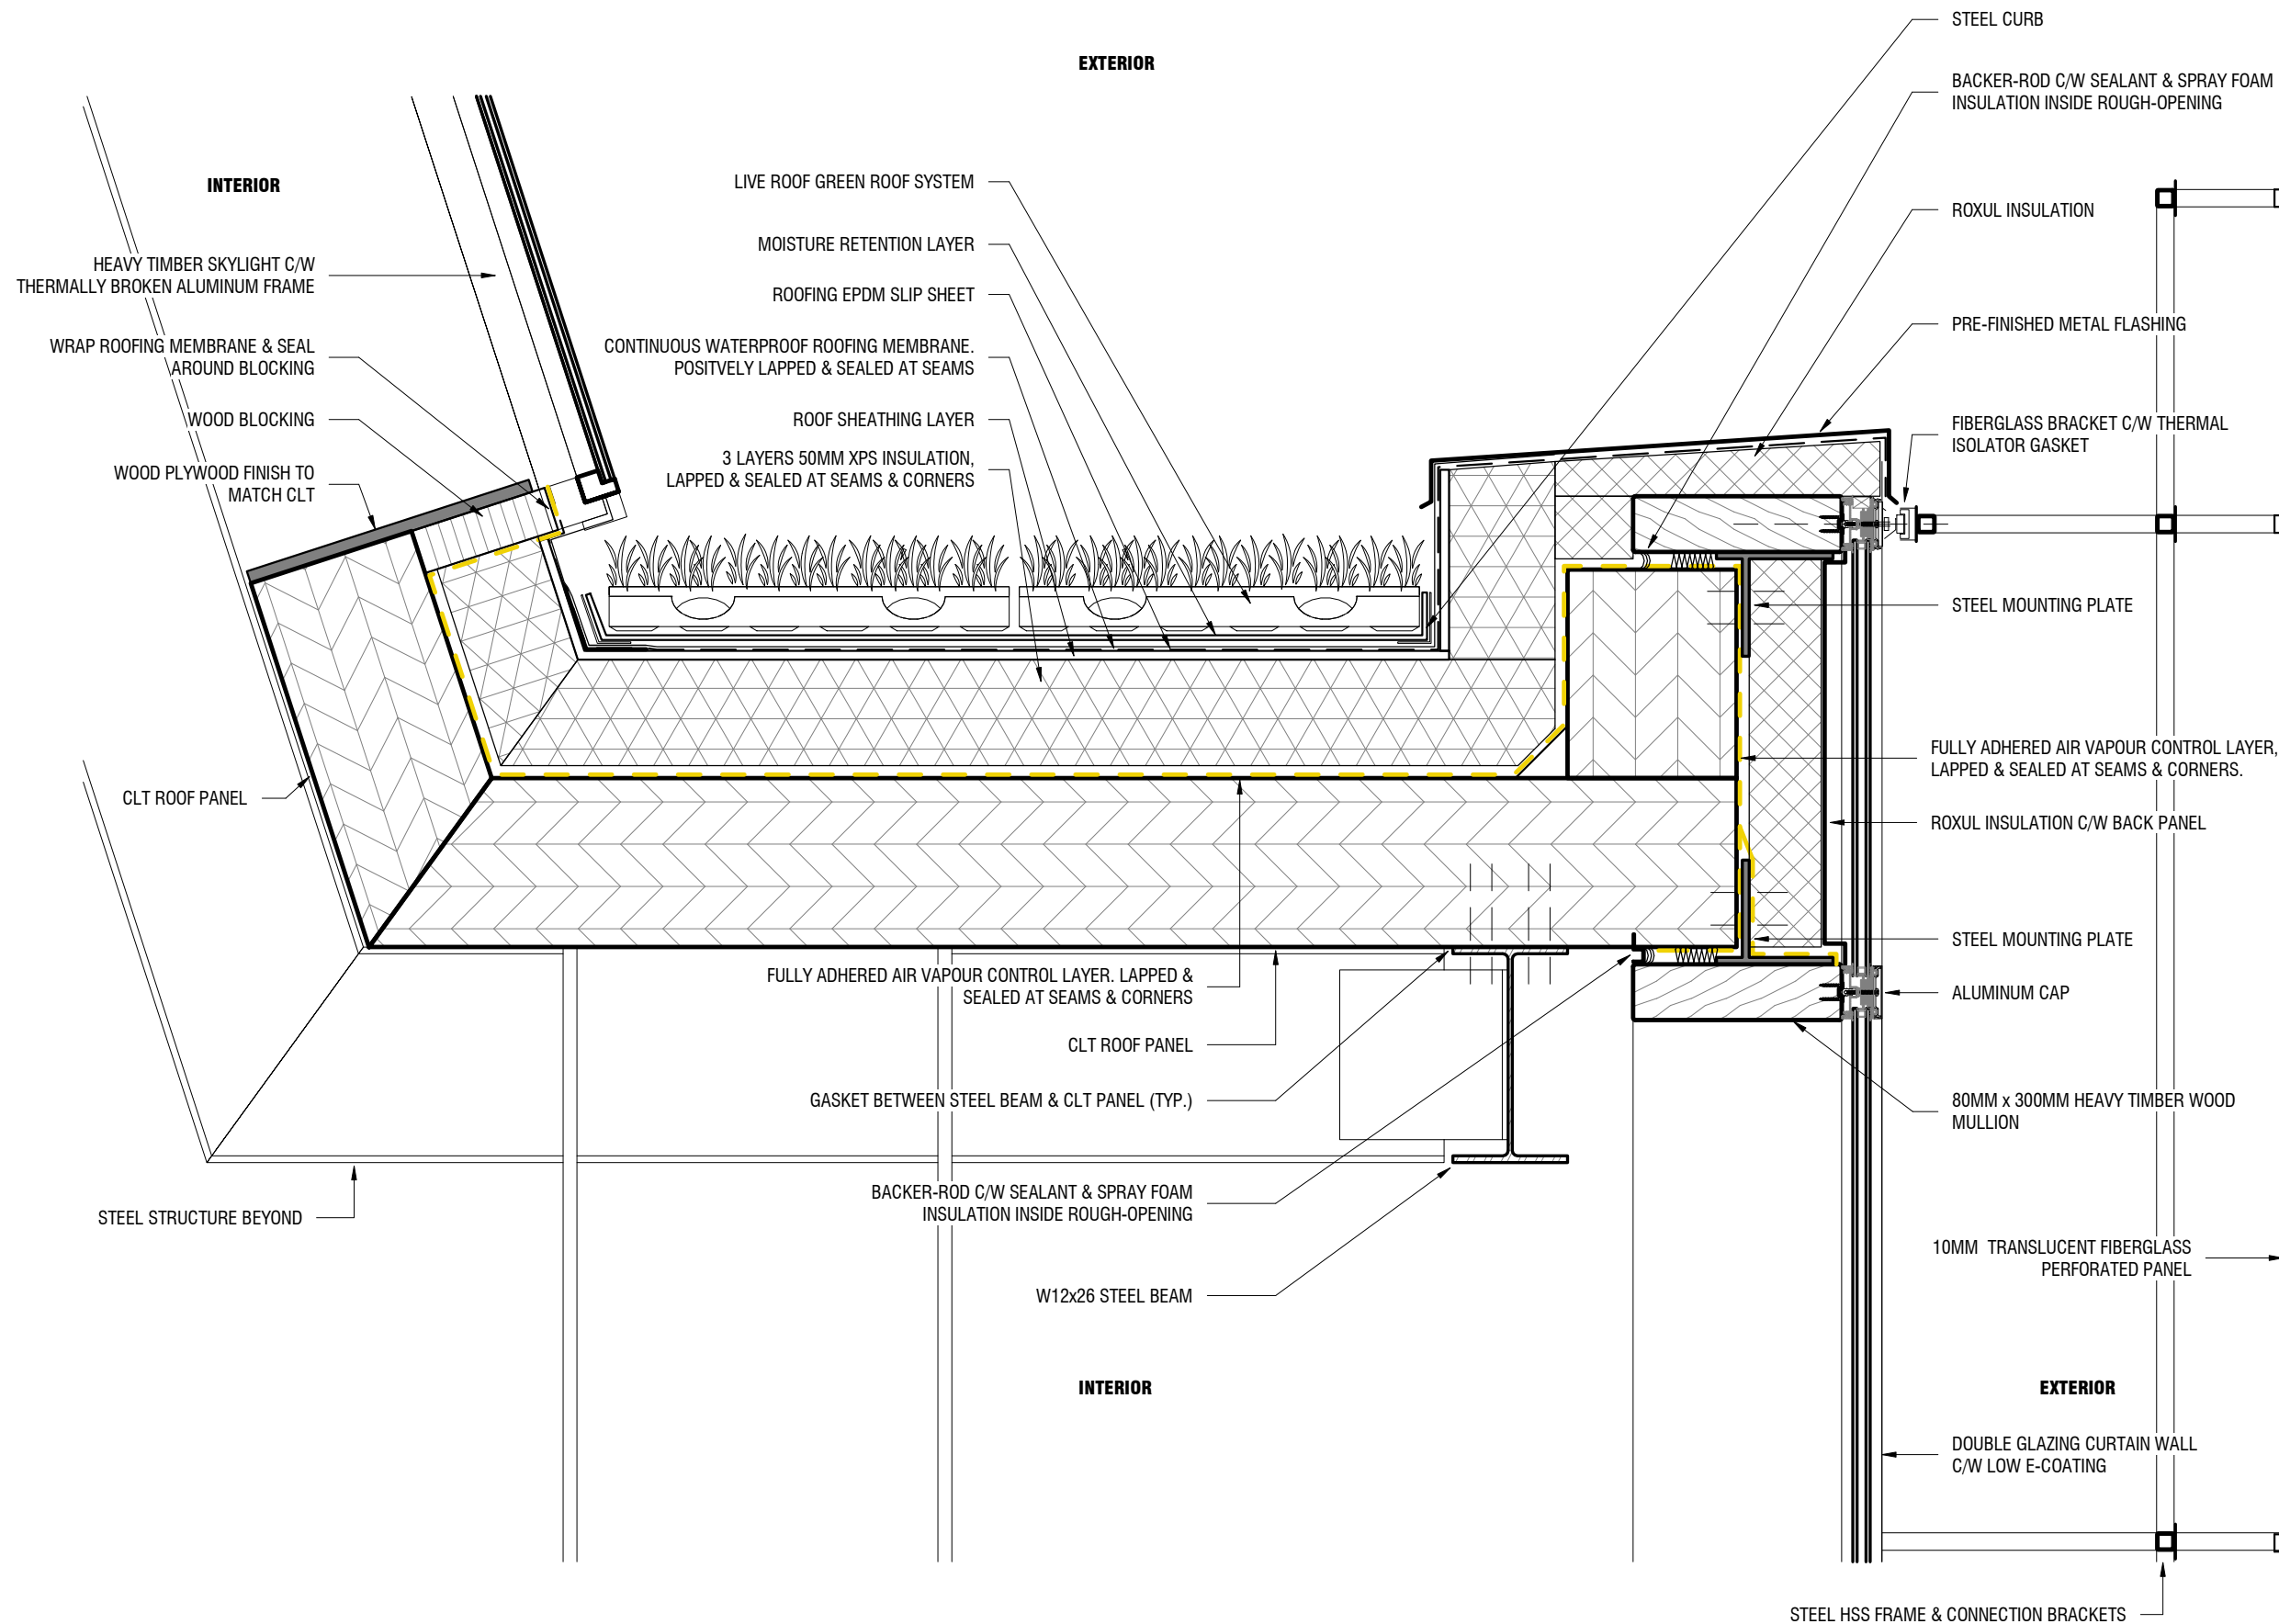 STEEL CURB
EXTERIOR
BACKER-ROD C/W SEALANT & SPRAY FOAM
INSULATION INSIDE ROUGH-OPENING
INTERIOR
LIVE ROOF GREEN ROOF SYSTEM
ROXUL INSULATION
MOISTURE RETENTION LAYER
HEAVY TIMBER SKYLIGHT C/W
THERMALLY BROKEN ALUMINUM FRAME
ROOFING EPDM SLIP SHEET
PRE-FINISHED METAL FLASHING
WRAP ROOFING MEMBRANE & SEAL
AROUND BLOCKING
CONTINUOUS WATERPROOF ROOFING MEMBRANE.
POSITVELY LAPPED & SEALED AT SEAMS
WOOD BLOCKING
ROOF SHEATHING LAYER
FIBERGLASS BRACKET C/W THERMAL
ISOLATOR GASKET
WOOD PLYWOOD FINISH TO
MATCH CLT
3 LAYERS 50MM XPS INSULATION,
LAPPED & SEALED AT SEAMS & CORNERS
STEEL MOUNTING PLATE
FULLY ADHERED AIR VAPOUR CONTROL LAYER,
LAPPED & SEALED AT SEAMS & CORNERS.
CLT ROOF PANEL
ROXUL INSULATION C/W BACK PANEL
STEEL MOUNTING PLATE
FULLY ADHERED AIR VAPOUR CONTROL LAYER. LAPPED &
SEALED AT SEAMS & CORNERS
ALUMINUM CAP
CLT ROOF PANEL
GASKET BETWEEN STEEL BEAM & CLT PANEL (TYP.)
80MM x 300MM HEAVY TIMBER WOOD
MULLION
BACKER-ROD C/W SEALANT & SPRAY FOAM
INSULATION INSIDE ROUGH-OPENING
STEEL STRUCTURE BEYOND
10MM TRANSLUCENT FIBERGLASS
PERFORATED PANEL
W12x26 STEEL BEAM
INTERIOR
EXTERIOR
DOUBLE GLAZING CURTAIN WALL
C/W LOW E-COATING
STEEL HSS FRAME & CONNECTION BRACKETS